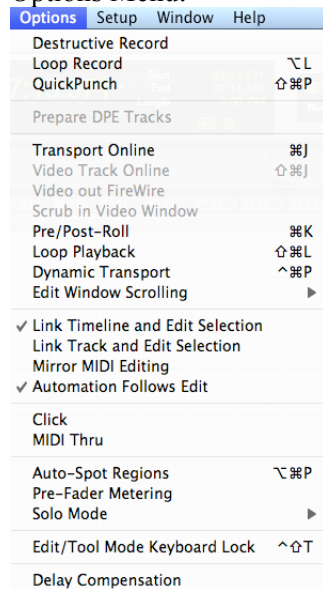 Options Menu.
Options Setup Window Help
Destructive Record
Loop Record ⌥L
QuickPunch ⇧⌘P
Prepare DPE Tracks
Transport Online ⌘J
Video Track Online ⇧⌘J
Video out FireWire
Scrub in Video Window
Pre/Post-Roll ⌘K
Loop Playback ⇧⌘L
Dynamic Transport ^⌘P
Edit Window Scrolling ▶
✓ Link Timeline and Edit Selection
Link Track and Edit Selection
Mirror MIDI Editing
✓ Automation Follows Edit
Click
MIDI Thru
Auto-Spot Regions ⌥⌘P
Pre-Fader Metering
Solo Mode ▶
Edit/Tool Mode Keyboard Lock ^⇧T
Delay Compensation